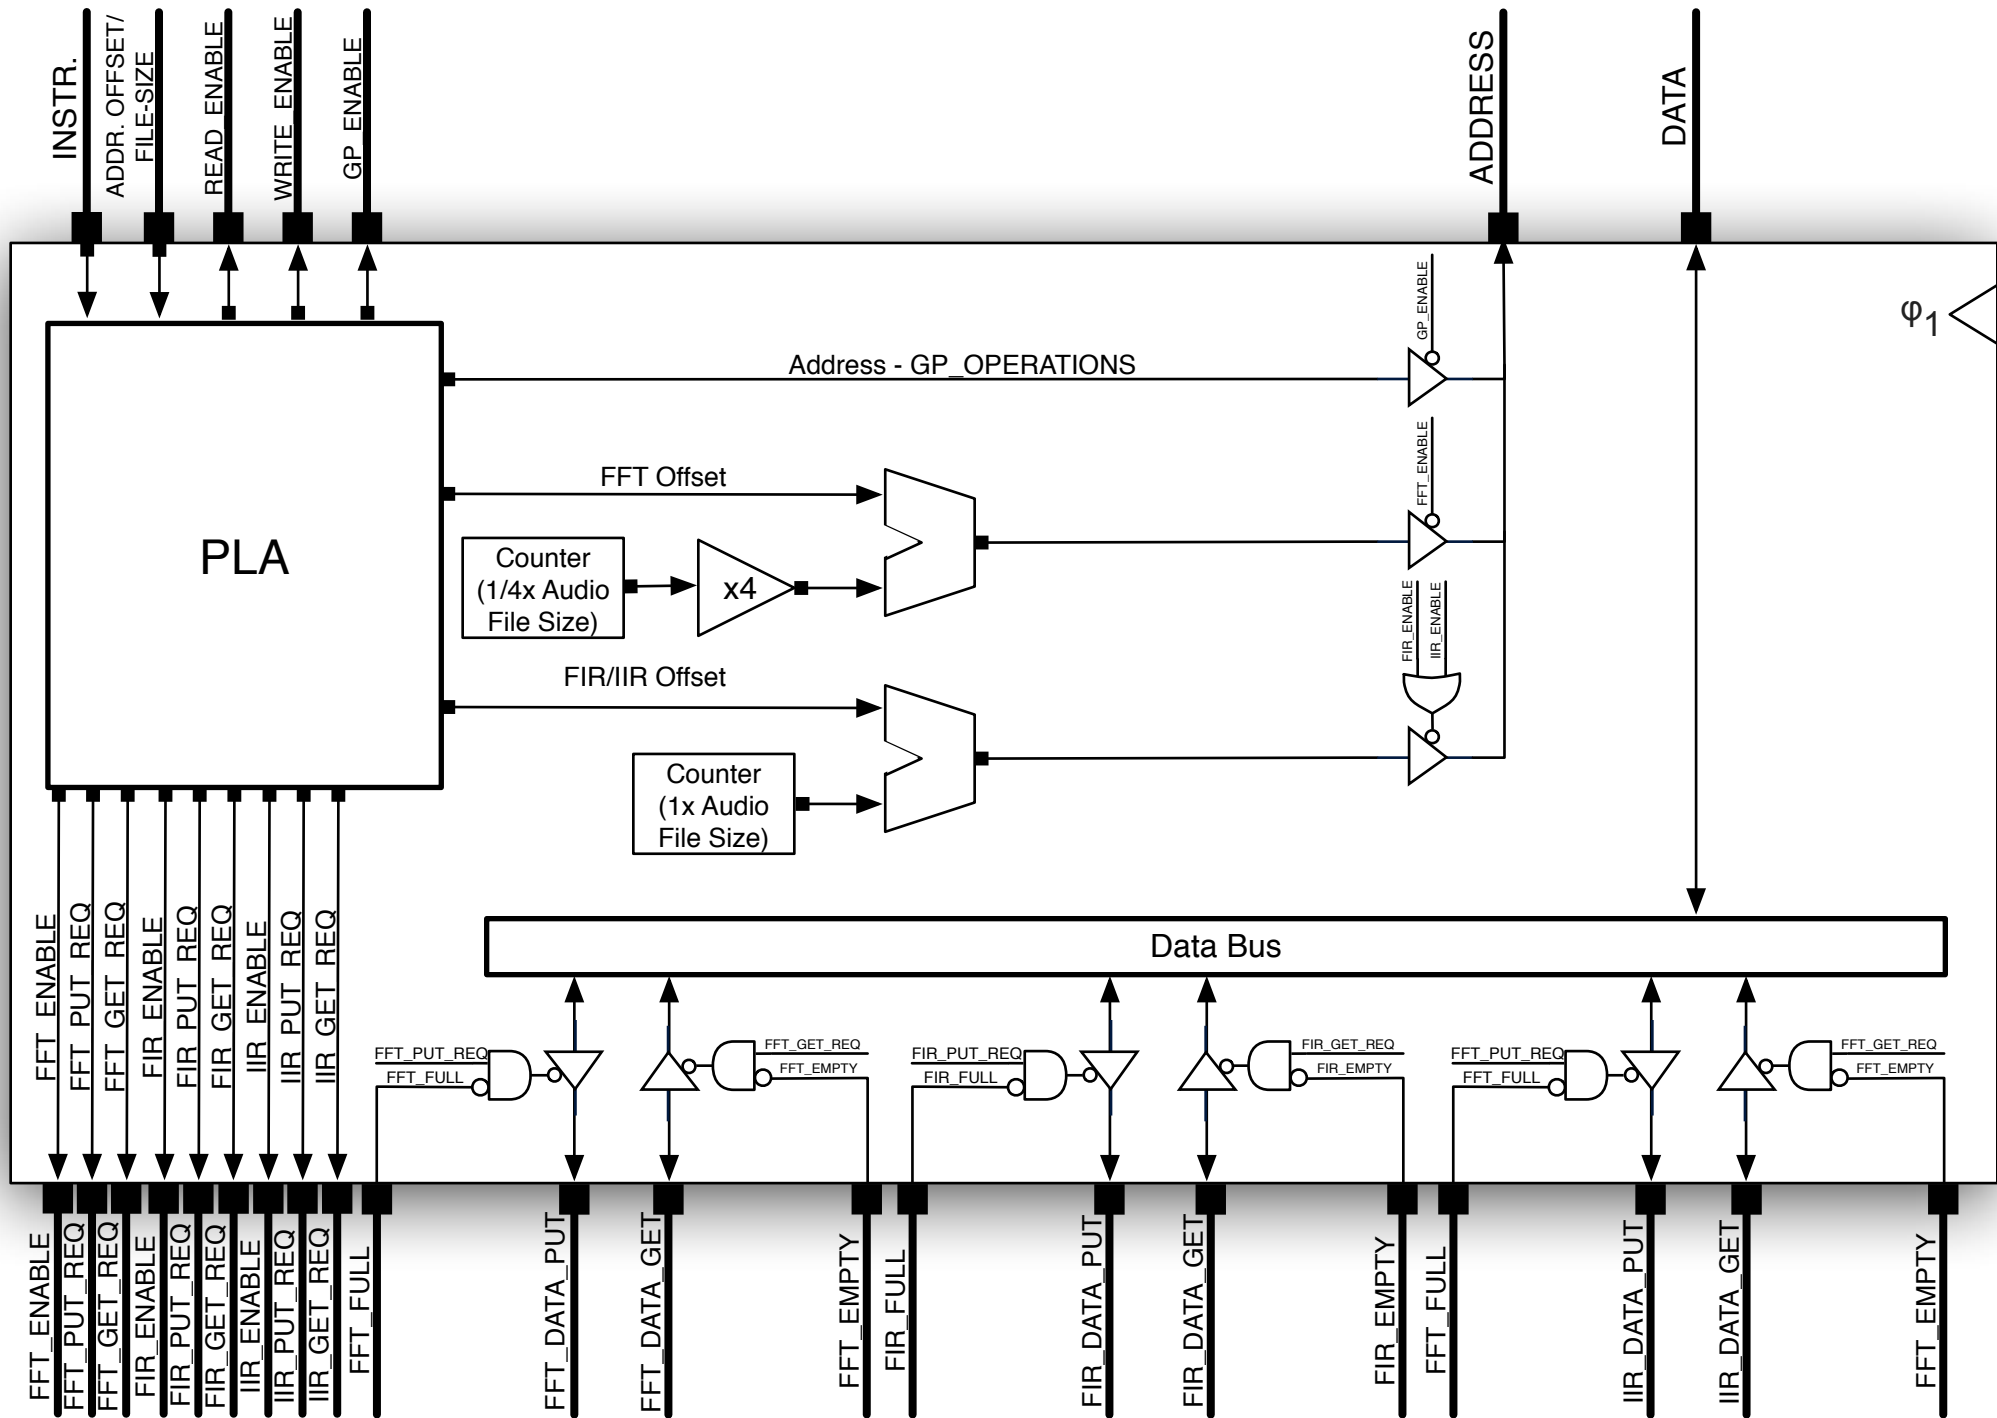 INSTR.
ADDR. OFFSET/
FILE-SIZE
READ_ENABLE
WRITE_ENABLE
GP_ENABLE
ADDRESS
DATA
φ1
GP_ENABLE
Address - GP_OPERATIONS
FFT_ENABLE
FFT Offset
PLA
Counter
(1/4x Audio
File Size)
x4
FIR_ENABLE
IIR_ENABLE
FIR/IIR Offset
Counter
(1x Audio
File Size)
FFT_ENABLE
FFT_PUT_REQ
FFT_GET_REQ
FIR_ENABLE
FIR_PUT_REQ
FIR_GET_REQ
IIR_ENABLE
IIR_PUT_REQ
IIR_GET_REQ
Data Bus
FFT_PUT_REQ
FFT_FULL
FFT_GET_REQ
FFT_EMPTY
FIR_PUT_REQ
FIR_FULL
FIR_GET_REQ
FIR_EMPTY
FFT_PUT_REQ
FFT_FULL
FFT_GET_REQ
FFT_EMPTY
FFT_ENABLE
FFT_PUT_REQ
FFT_GET_REQ
FIR_ENABLE
FIR_PUT_REQ
FIR_GET_REQ
IIR_ENABLE
IIR_PUT_REQ
IIR_GET_REQ
FFT_FULL
FFT_DATA_PUT
FFT_DATA_GET
FFT_EMPTY
FIR_FULL
FIR_DATA_PUT
FIR_DATA_GET
FIR_EMPTY
FFT_FULL
IIR_DATA_PUT
IIR_DATA_GET
FFT_EMPTY